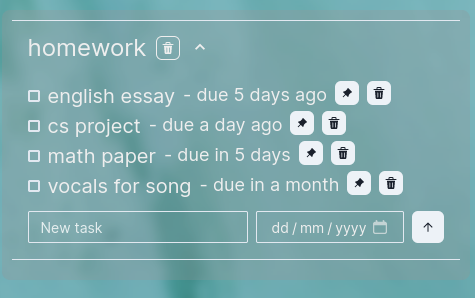 homework
english essay - due 5 days ago
cs project - due a day ago
math paper - due in 5 days
vocals for song - due in a month
New task dd/mm/yyyy